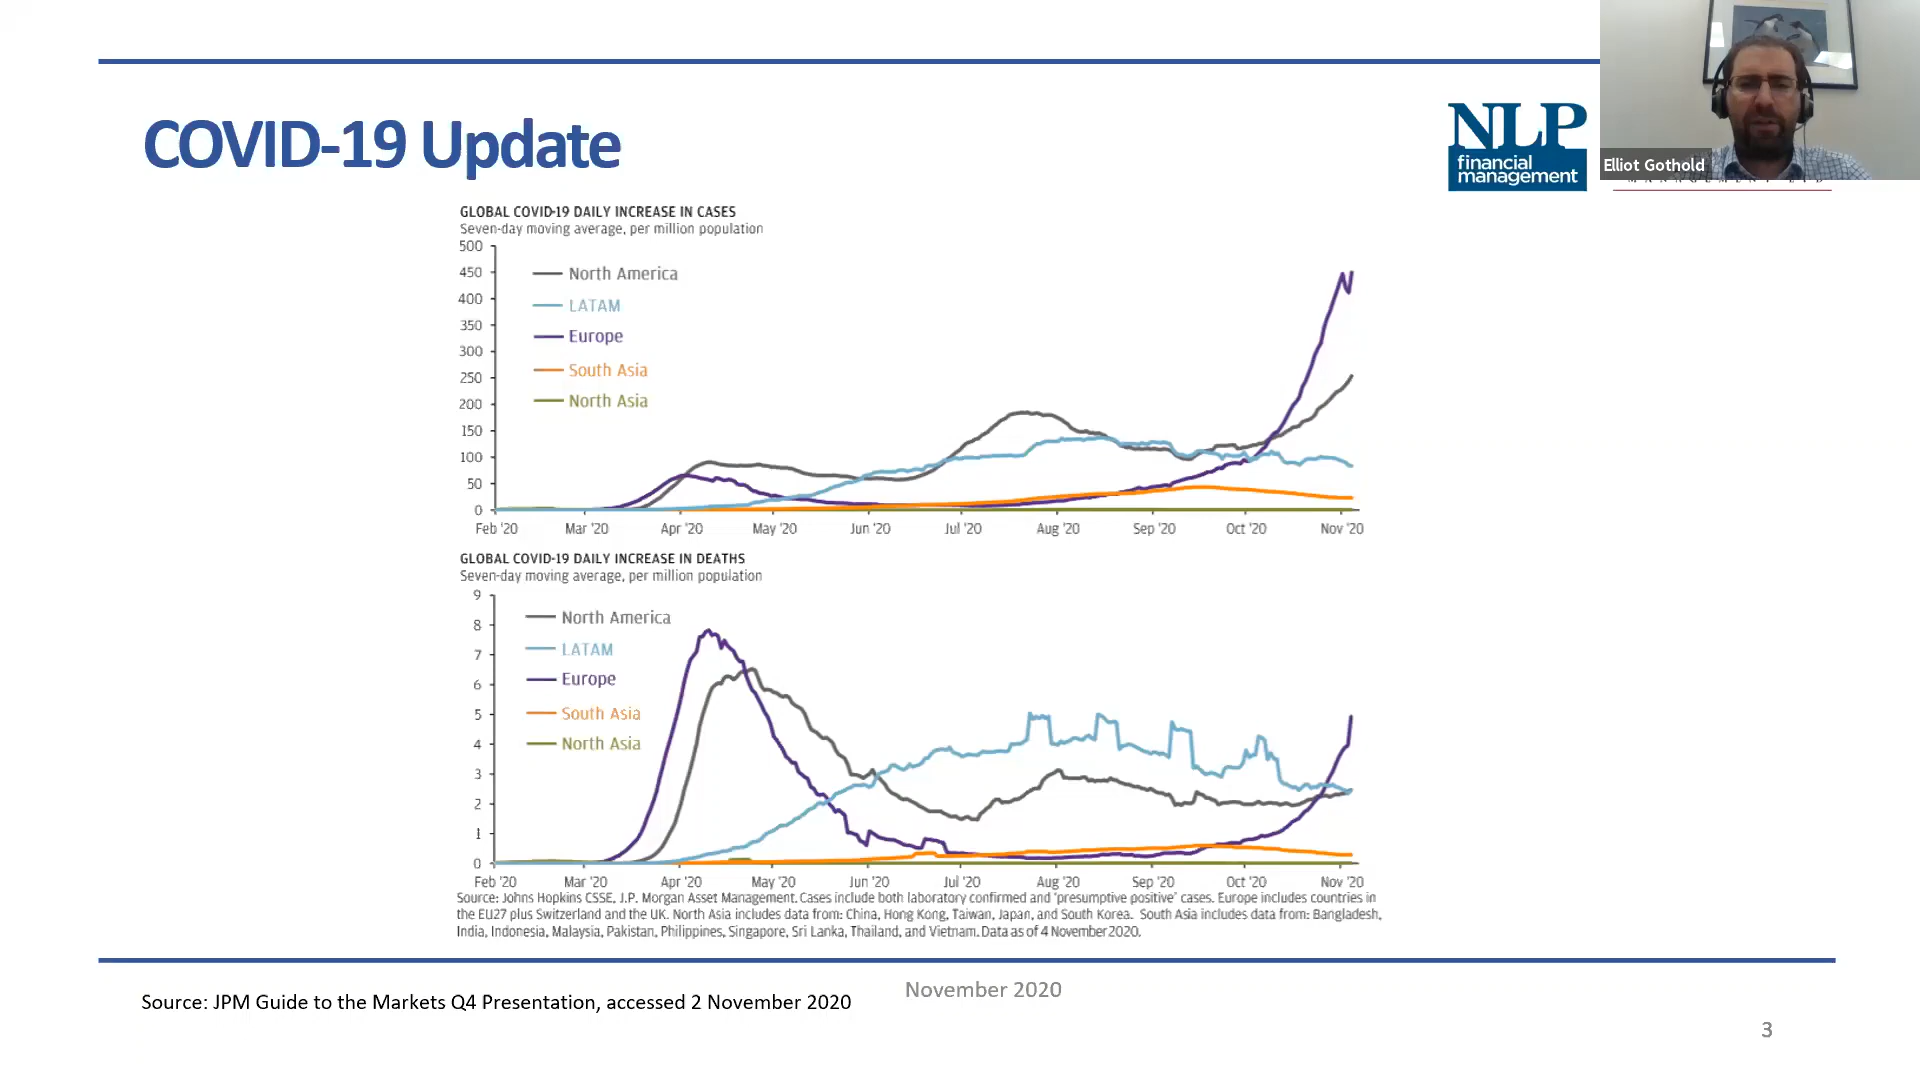 COVID-19 Update
NLP
financial
management
Elliot Gothold
GLOBAL COVID-19 DAILY INCREASE IN CASES
Seven-day moving average, per million population
500
450
400
350
300
250
200
150
100
50
0
North America
LATAM
Europe
South Asia
North Asia
Feb '20 Mar '20 Apr '20 May '20 Jun '20 Jul '20 Aug '20 Sep '20 Oct '20 Nov '20
GLOBAL COVID-19 DAILY INCREASE IN DEATHS
Seven-day moving average, per million population
9
8
7
6
5
4
3
2
1
0
North America
LATAM
Europe
South Asia
North Asia
Feb '20 Mar '20 Apr '20 May '20 Jun '20 Jul '20 Aug '20 Sep '20 Oct '20 Nov '20
Source: Johns Hopkins CSSE, J.P. Morgan Asset Management. Cases include both laboratory confirmed and 'presumptive positive' cases. Europe includes countries in
the EU27 plus Switzerland and the UK. North Asia includes data from: China, Hong Kong, Taiwan, Japan, and South Korea. South Asia includes data from: Bangladesh,
India, Indonesia, Malaysia, Pakistan, Philippines, Singapore, Sri Lanka, Thailand, and Vietnam. Data as of 4 November 2020.
Source: JPM Guide to the Markets Q4 Presentation, accessed 2 November 2020
November 2020
3